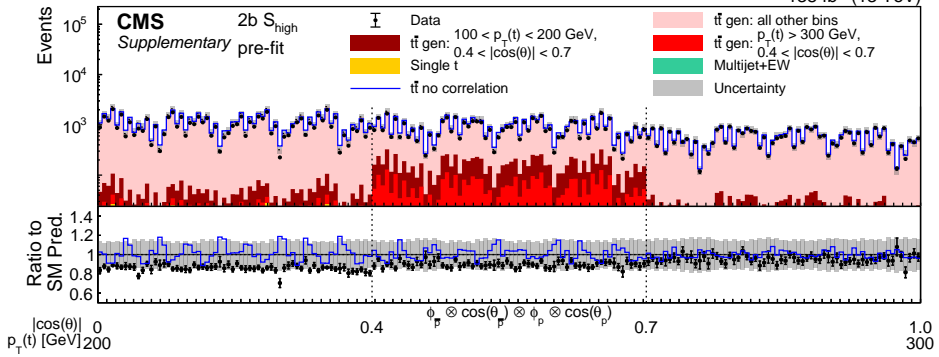 CMS 2b S_high
Supplementary pre-fit
Data
tt̄ gen: 100 < p_T(t) < 200 GeV, 0.4 < |cos(θ)| < 0.7
Single t
tt̄ no correlation
tt̄ gen: all other bins
tt̄ gen: p_T(t) > 300 GeV, 0.4 < |cos(θ)| < 0.7
Multijet+EW
Uncertainty
Events
10^5
10^4
10^3
Ratio to
SM Pred.
1.4
1.2
1
0.8
0.6
ϕ_p̄ ⊗ cos(θ_p̄) ⊗ ϕ_p ⊗ cos(θ_p)
|cos(θ)| 0 0.4 0.7 1.0
p_T(t) [GeV] 200 300